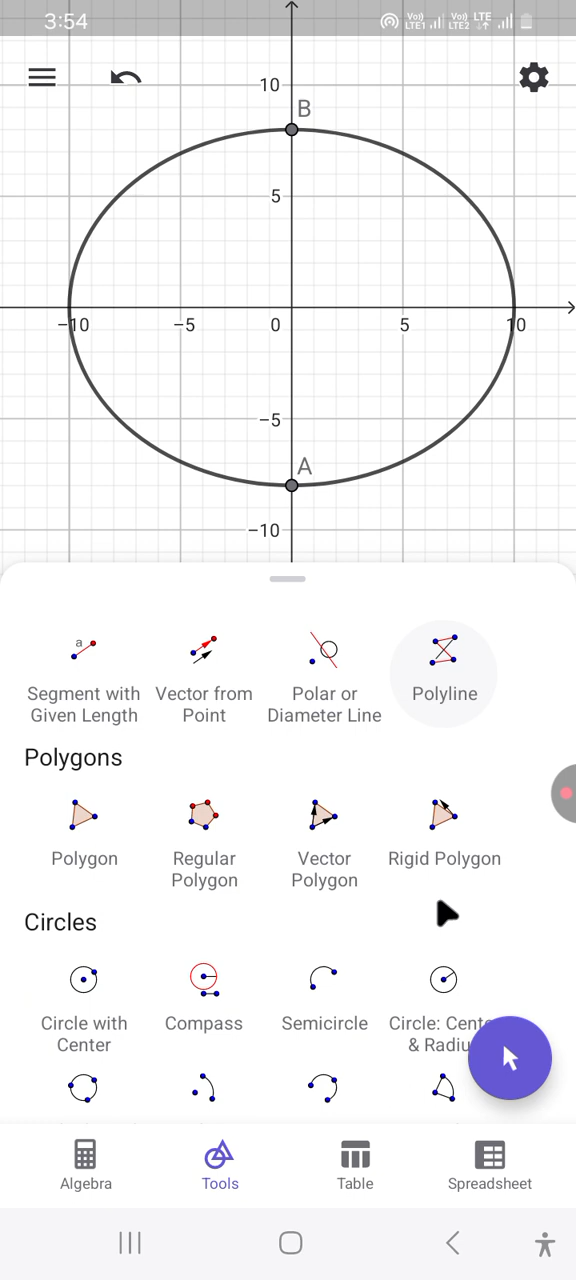 3:54
Vo)) LTE1 Vo)) LTE2 LTE
10
B
5
−10 −5 0 5 10
−5
A
−10
a
Segment with Given Length
Vector from Point
Polar or Diameter Line
Polyline
Polygons
Polygon
Regular Polygon
Vector Polygon
Rigid Polygon
Circles
Circle with Center
Compass
Semicircle
Circle: Cente
& Radiu
Algebra
Tools
Table
Spreadsheet